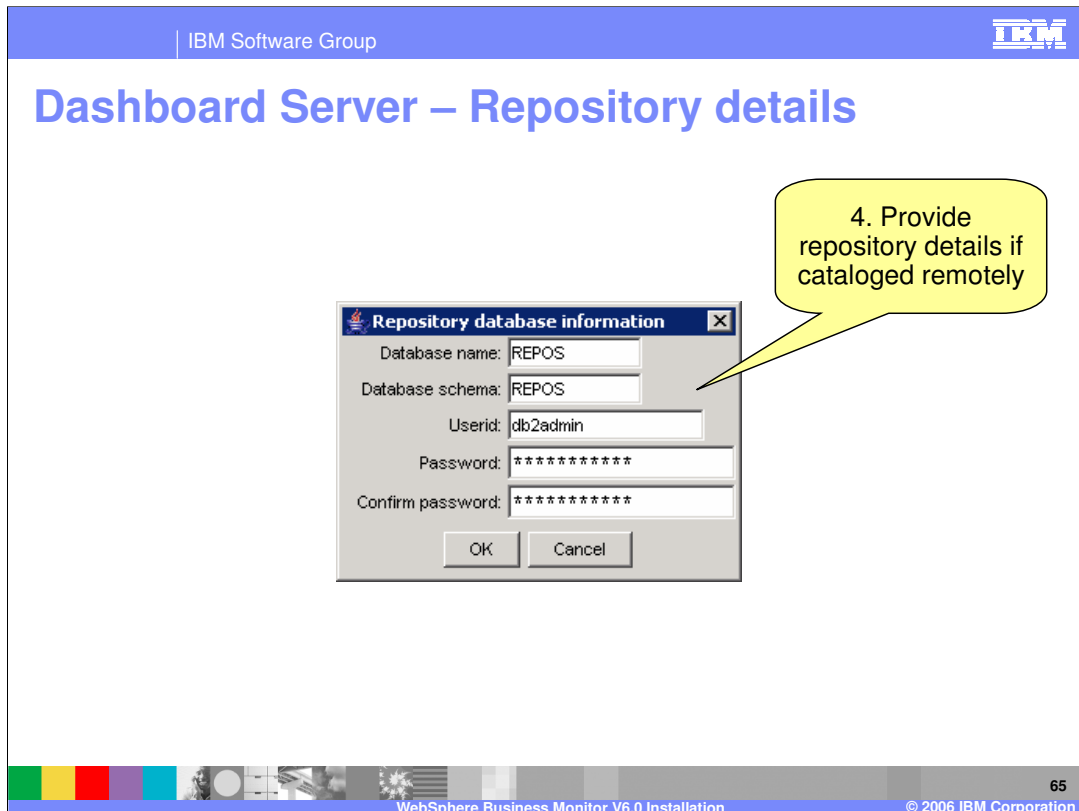 IBM Software Group
IBM
Dashboard Server – Repository details
4. Provide
repository details if
cataloged remotely
Repository database information
Database name: REPOS
Database schema: REPOS
Userid: db2admin
Password: ***********
Confirm password: ***********
OK Cancel
65
WebSphere Business Monitor V6.0 Installation
© 2006 IBM Corporation